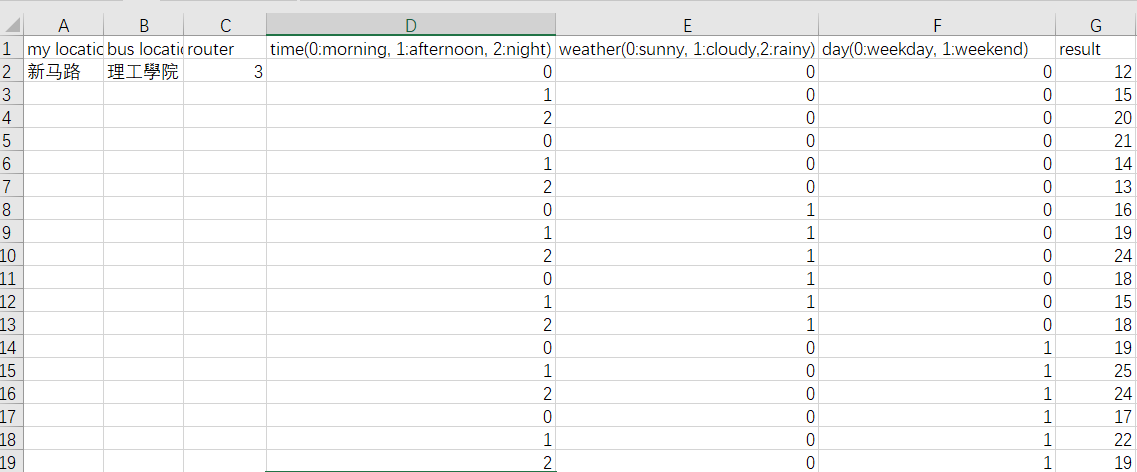 A B C D E F G
1 my locatic bus locati router time(0:morning, 1:afternoon, 2:night) weather(0:sunny, 1:cloudy,2:rainy) day(0:weekday, 1:weekend) result
2 新马路 理工學院 3 0 0 0 12
3 1 0 0 15
4 2 0 0 20
5 0 0 0 21
6 1 0 0 14
7 2 0 0 13
8 0 1 0 16
9 1 1 0 19
10 2 1 0 24
11 0 1 0 18
12 1 1 0 15
13 2 1 0 18
14 0 0 1 19
15 1 0 1 25
16 2 0 1 24
17 0 0 1 17
18 1 0 1 22
19 2 0 1 19